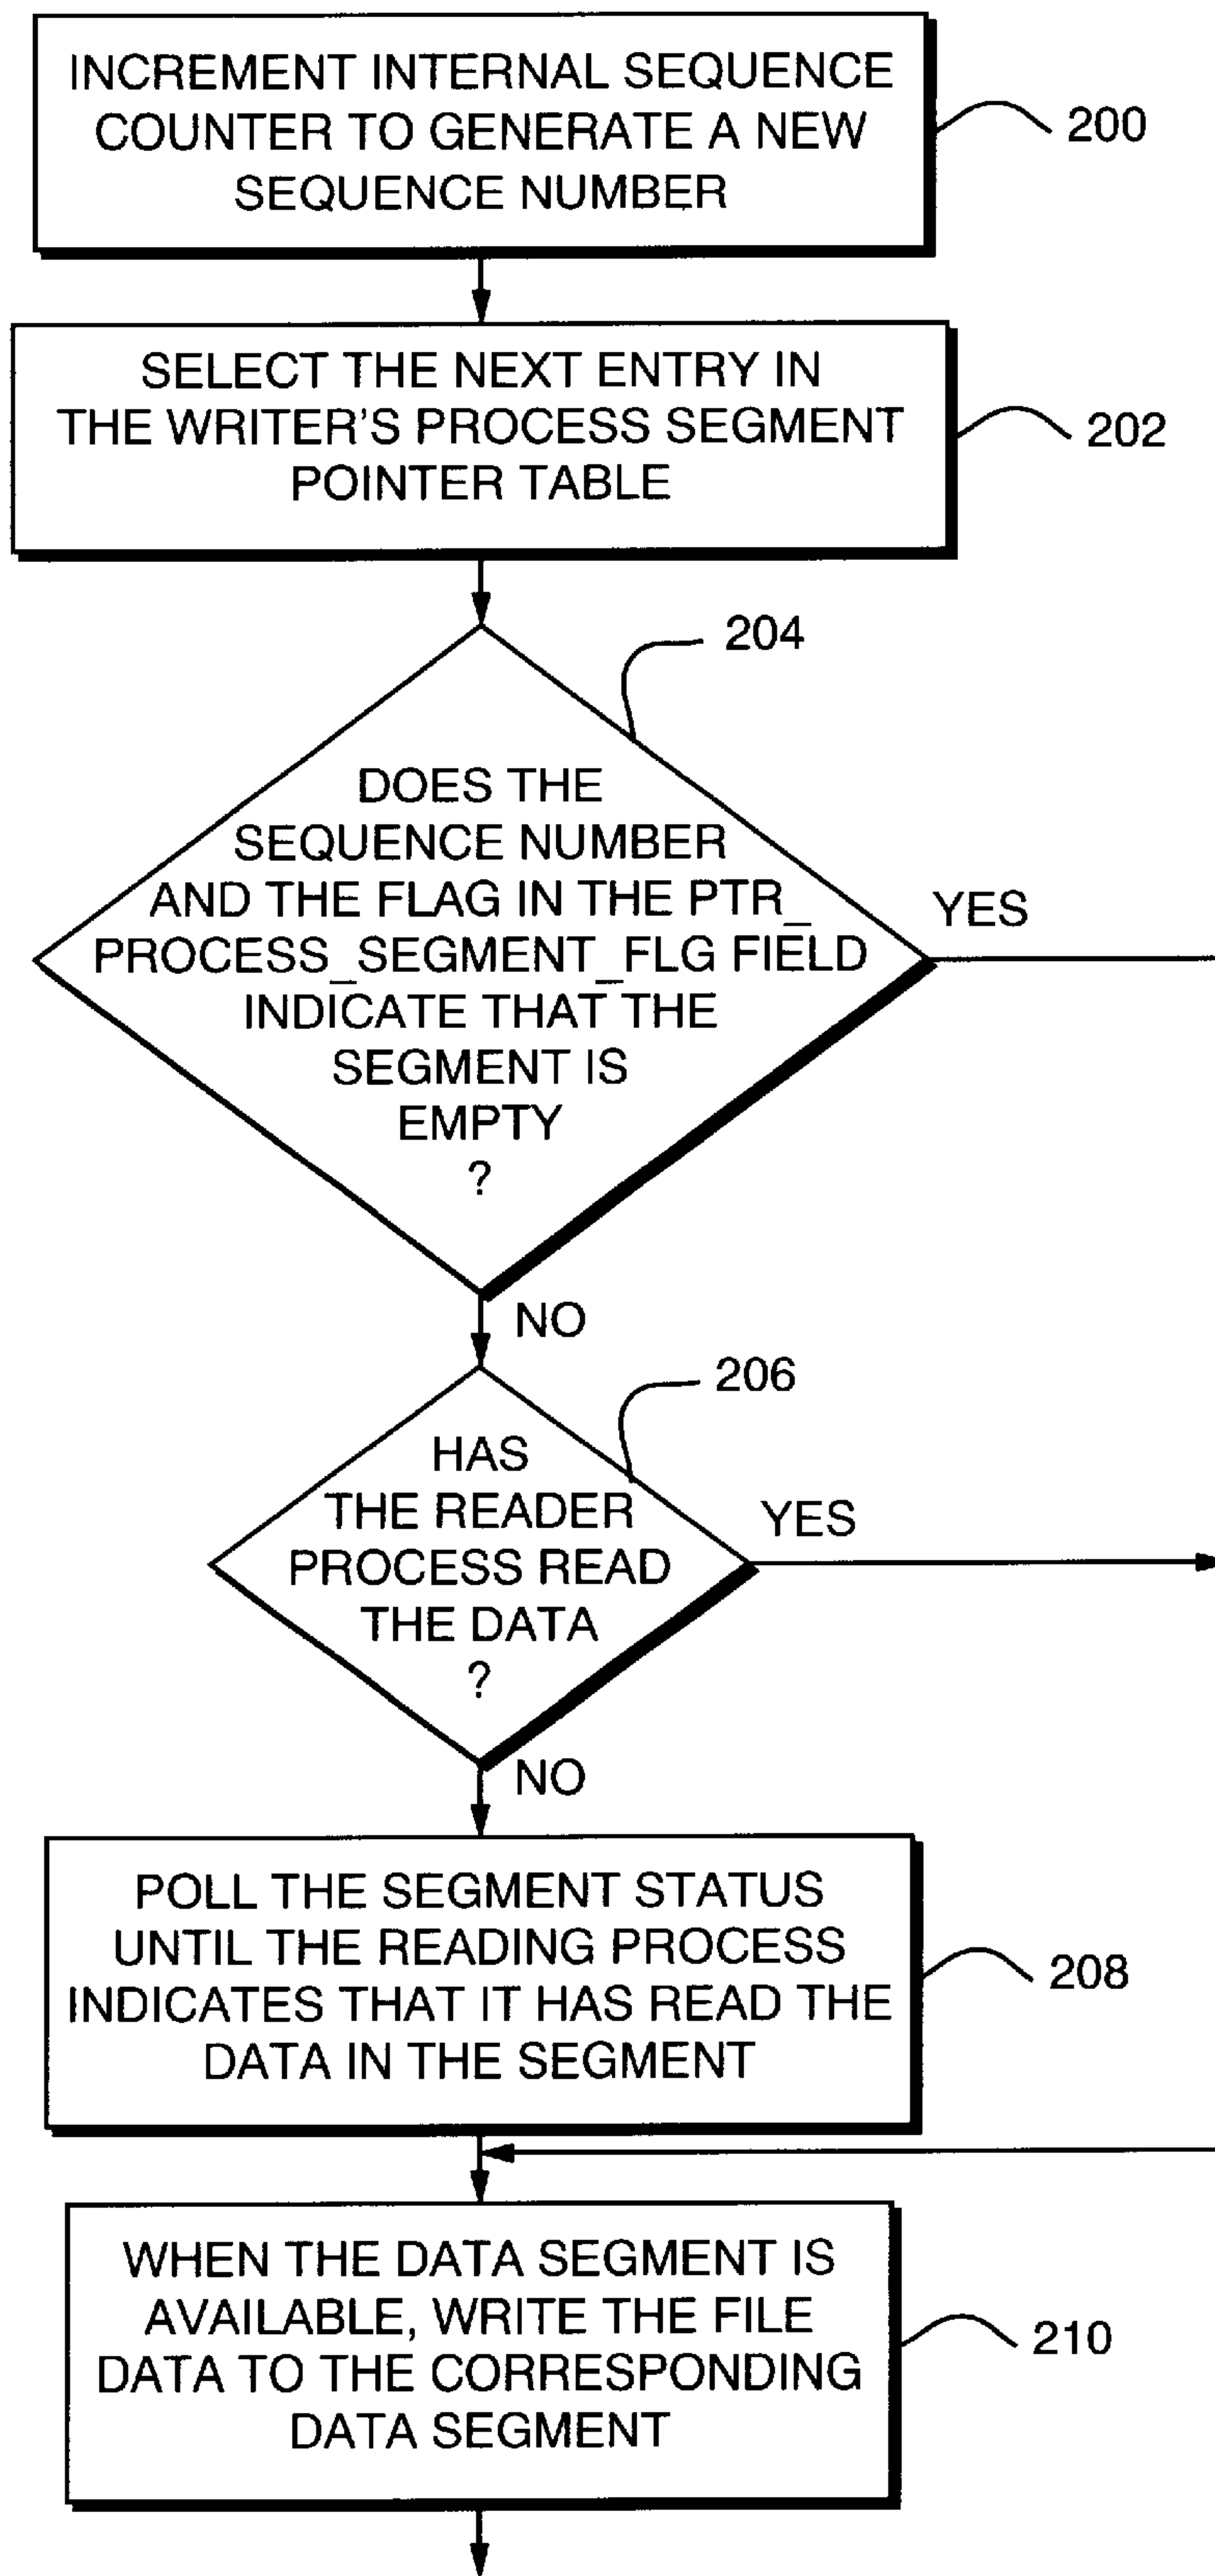 INCREMENT INTERNAL SEQUENCE
COUNTER TO GENERATE A NEW
SEQUENCE NUMBER
200
SELECT THE NEXT ENTRY IN
THE WRITER'S PROCESS SEGMENT
POINTER TABLE
202
204
DOES THE
SEQUENCE NUMBER
AND THE FLAG IN THE PTR_
PROCESS_SEGMENT_FLG FIELD
INDICATE THAT THE
SEGMENT IS
EMPTY
?
YES
NO
206
HAS
THE READER
PROCESS READ
THE DATA
?
YES
NO
POLL THE SEGMENT STATUS
UNTIL THE READING PROCESS
INDICATES THAT IT HAS READ THE
DATA IN THE SEGMENT
208
WHEN THE DATA SEGMENT IS
AVAILABLE, WRITE THE FILE
DATA TO THE CORRESPONDING
DATA SEGMENT
210